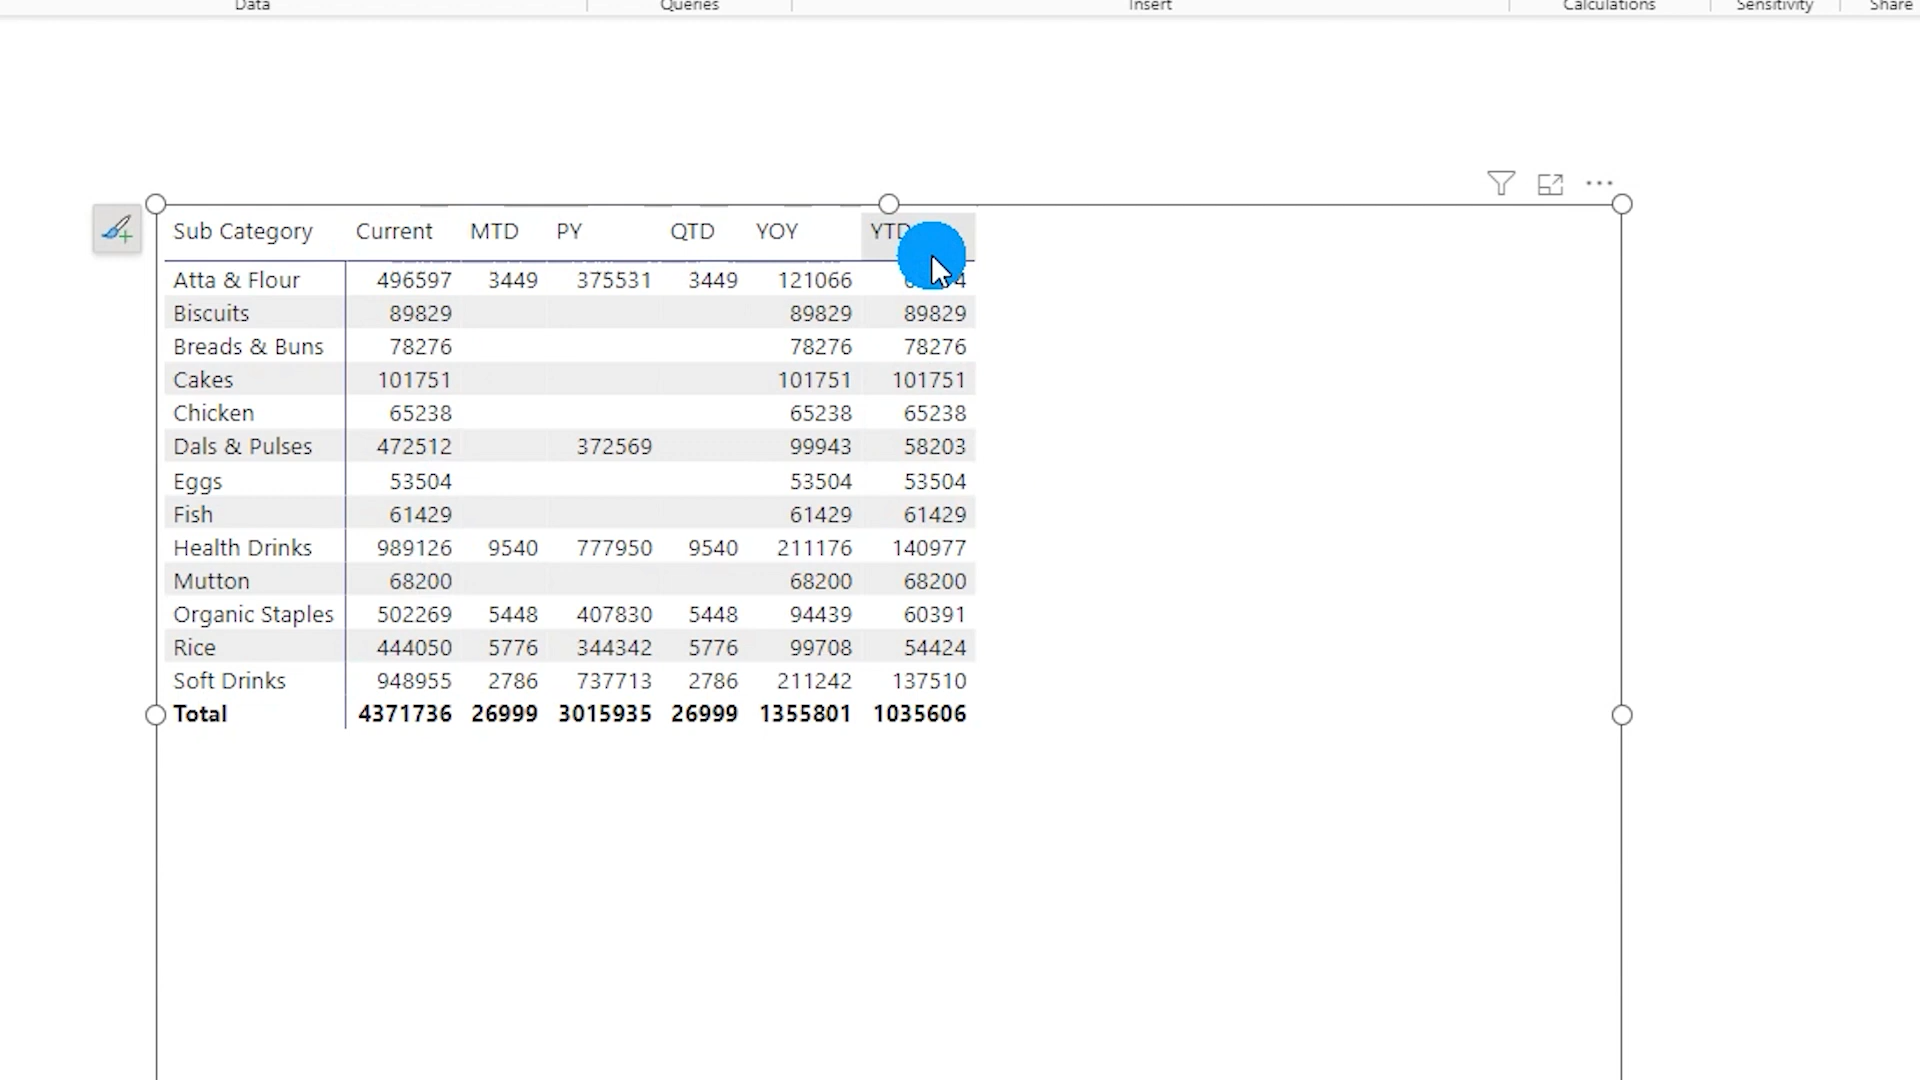 Data Queries Insert Calculations Sensitivity Share
Sub Category Current MTD PY QTD YOY YTD
Atta & Flour 496597 3449 375531 3449 121066
Biscuits 89829 89829 89829
Breads & Buns 78276 78276 78276
Cakes 101751 101751 101751
Chicken 65238 65238 65238
Dals & Pulses 472512 372569 99943 58203
Eggs 53504 53504 53504
Fish 61429 61429 61429
Health Drinks 989126 9540 777950 9540 211176 140977
Mutton 68200 68200 68200
Organic Staples 502269 5448 407830 5448 94439 60391
Rice 444050 5776 344342 5776 99708 54424
Soft Drinks 948955 2786 737713 2786 211242 137510
Total 4371736 26999 3015935 26999 1355801 1035606